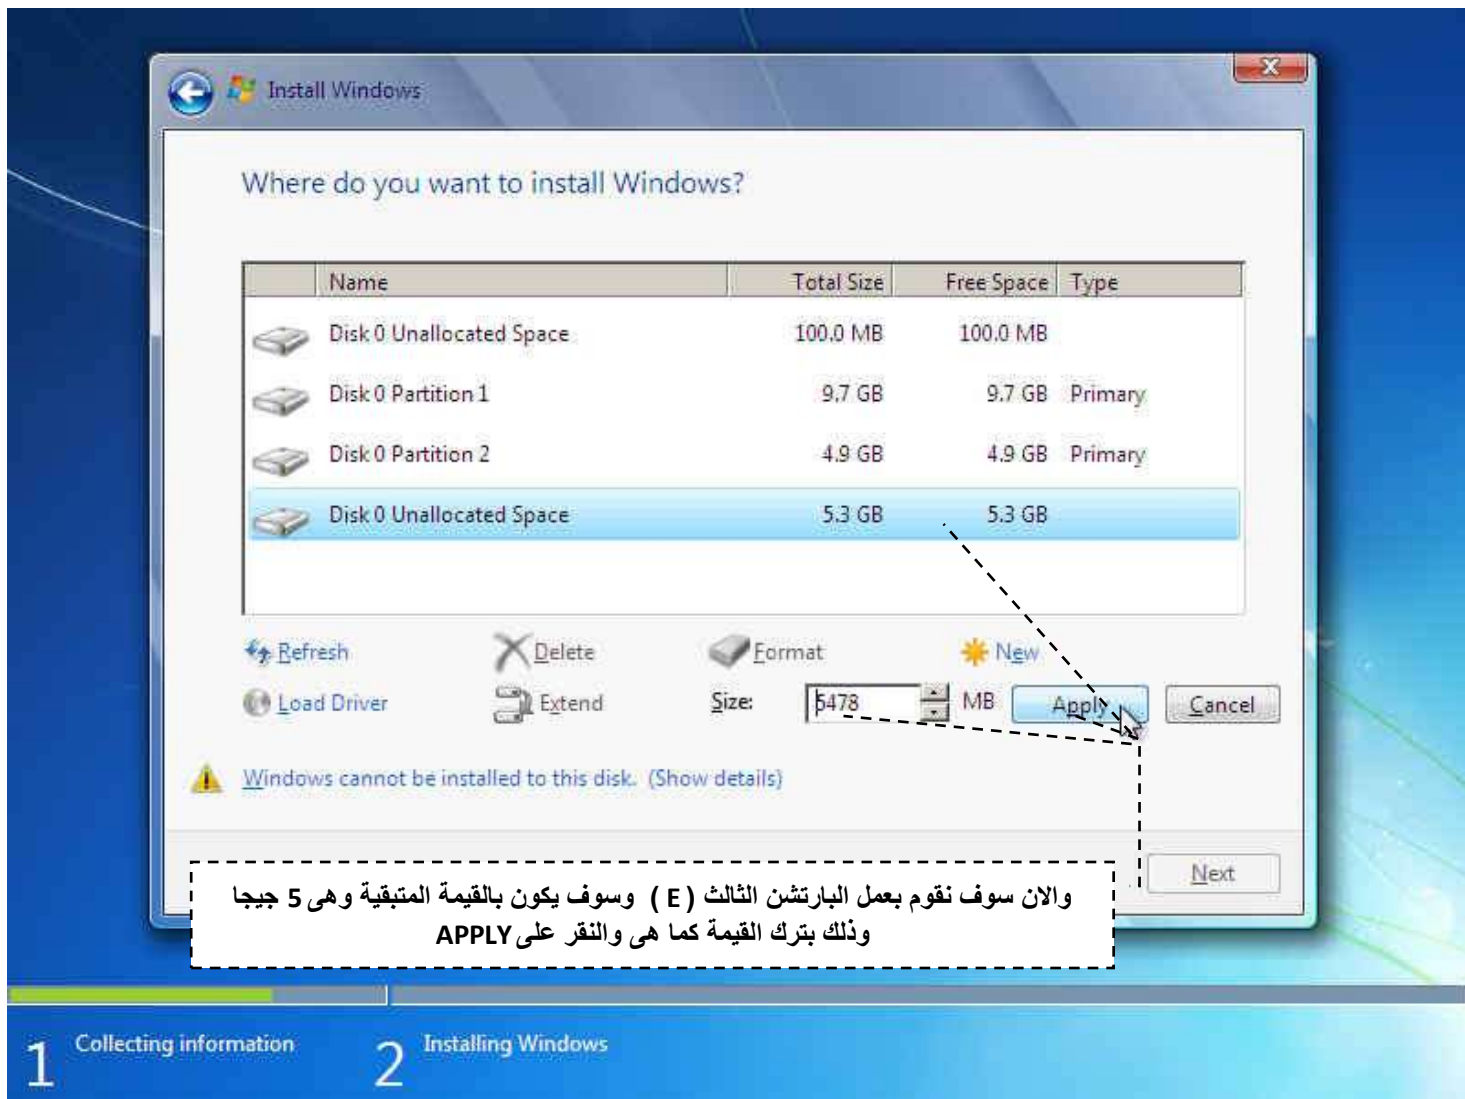 Install Windows
Where do you want to install Windows?
Name Total Size Free Space Type
Disk 0 Unallocated Space 100.0 MB 100.0 MB
Disk 0 Partition 1 9.7 GB 9.7 GB Primary
Disk 0 Partition 2 4.9 GB 4.9 GB Primary
Disk 0 Unallocated Space 5.3 GB 5.3 GB
Refresh Delete Format New
Load Driver Extend Size: 5478 MB Apply Cancel
Windows cannot be installed to this disk. (Show details)
Next
والان سوف نقوم بعمل البارتشن الثالث ( E ) وسوف يكون بالقيمة المتبقية وهى 5 جيجا
وذلك بترك القيمة كما هى والنقر على APPLY
1 Collecting information 2 Installing Windows